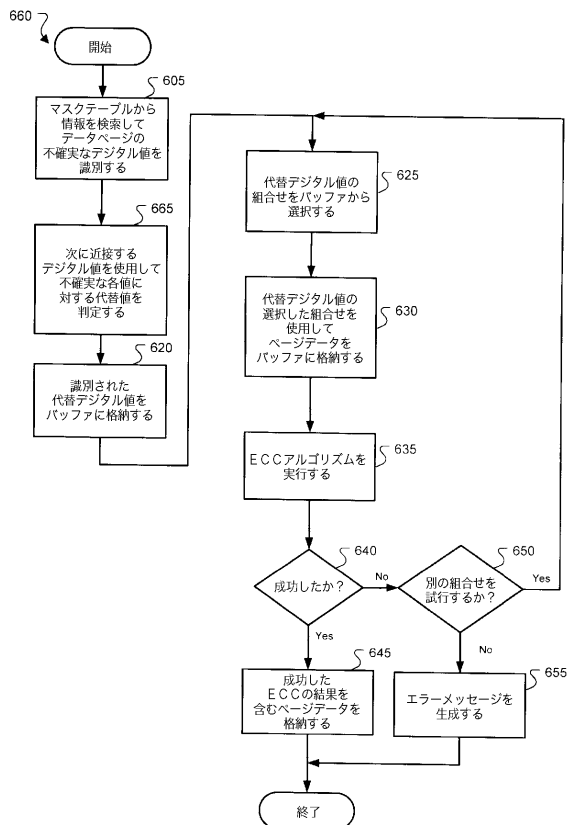 660
開始
605
マスクテーブルから
情報を検索して
データページの
不確実なデジタル値を
識別する
665
次に近接する
デジタル値を使用して
不確実な各値に
対する代替値を
判定する
620
識別された
代替デジタル値を
バッファに格納する
625
代替デジタル値の
組合せをバッファから
選択する
630
代替デジタル値の
選択した組合せを
使用して
ページデータを
バッファに格納する
635
ECCアルゴリズムを
実行する
640
成功したか？
No
Yes
650
別の組合せを
試行するか？
Yes
No
645
成功した
ECCの結果を
含むページデータを
格納する
655
エラーメッセージを
生成する
終了